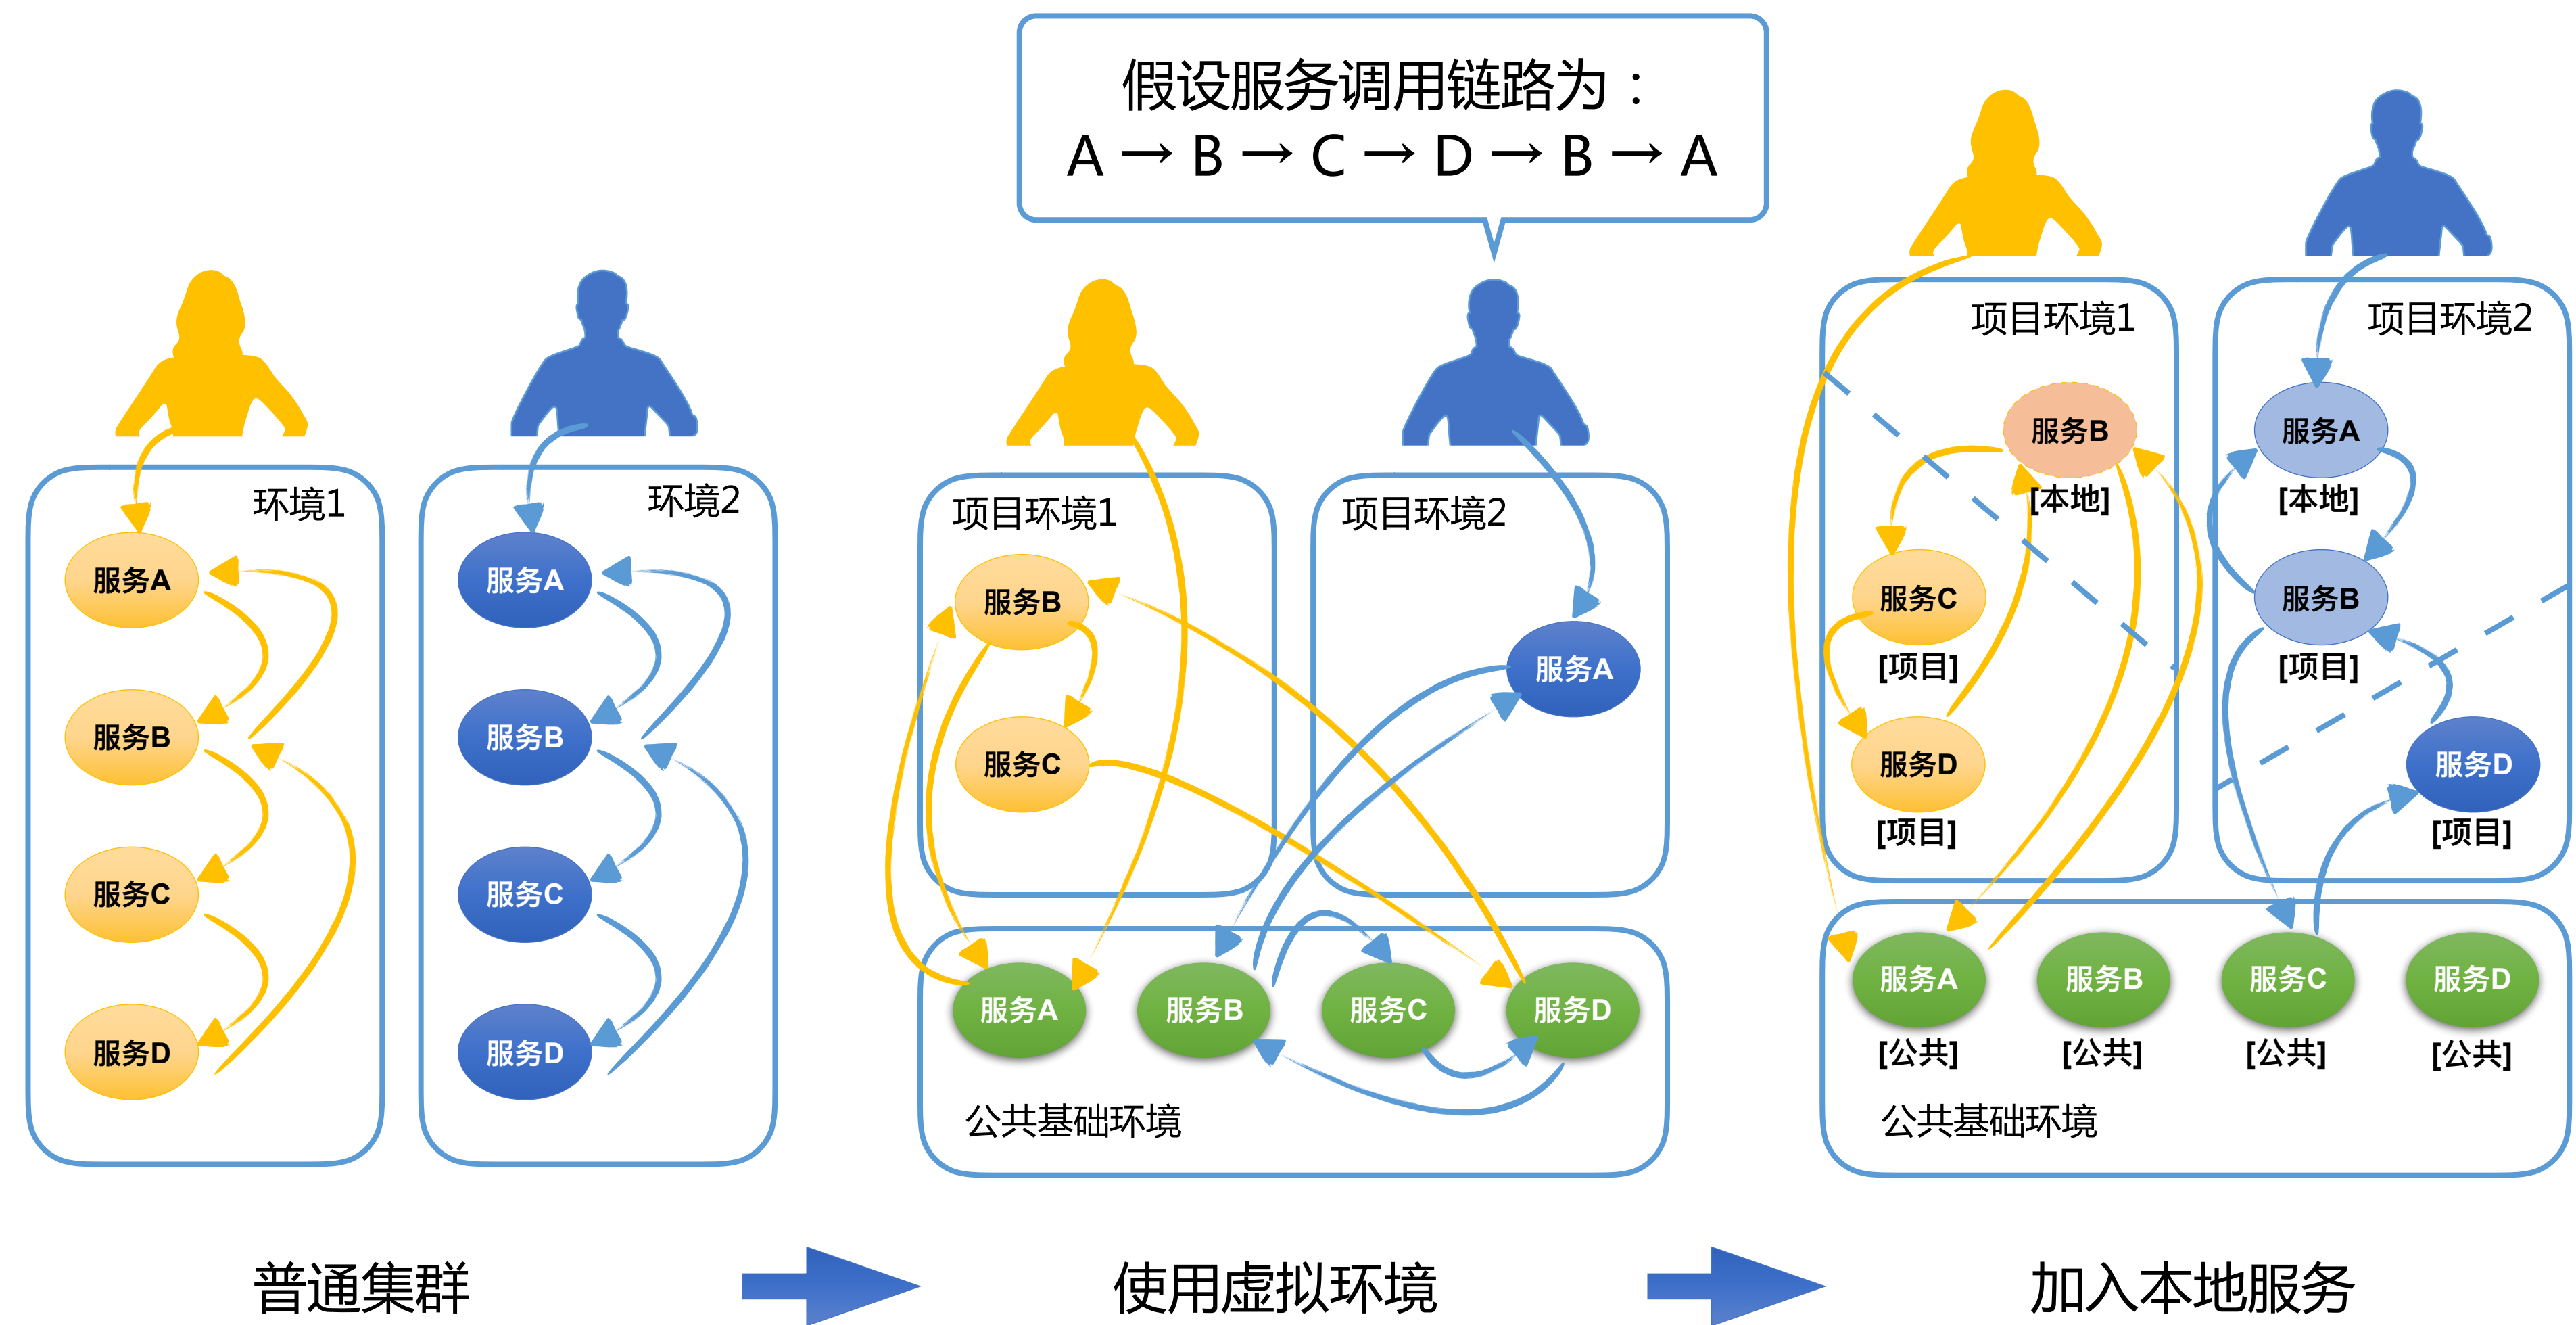 假设服务调用链路为：
A → B → C → D → B → A
环境1
服务A
服务B
服务C
服务D
环境2
服务A
服务B
服务C
服务D
普通集群
项目环境1
服务B
服务C
项目环境2
服务A
服务A
服务B
服务C
服务D
公共基础环境
使用虚拟环境
项目环境1
服务B
[本地]
服务C
[项目]
服务D
[项目]
项目环境2
服务A
[本地]
服务B
[项目]
服务D
[项目]
服务A
[公共]
服务B
[公共]
服务C
[公共]
服务D
[公共]
公共基础环境
加入本地服务